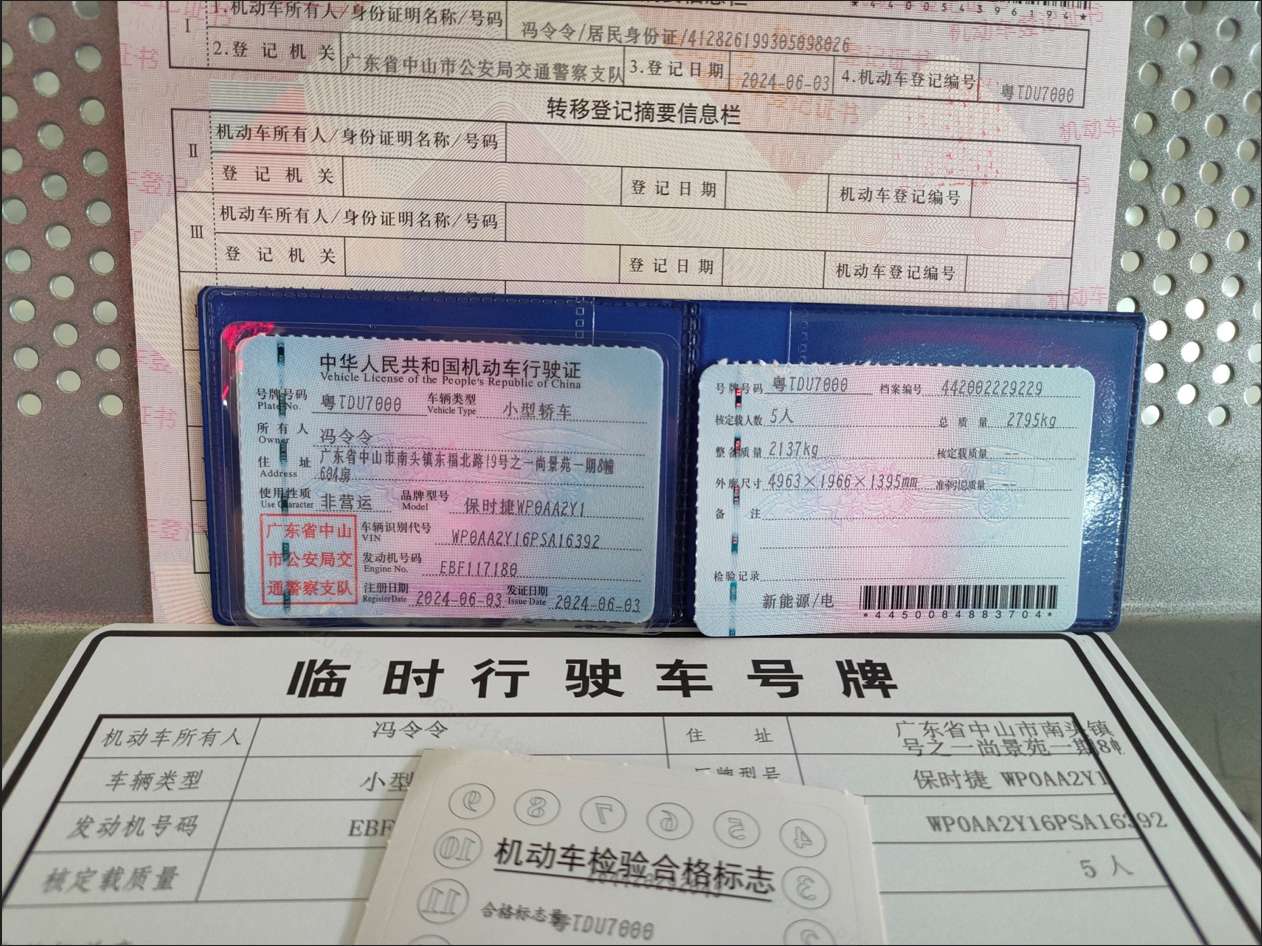 1.机动车所有人/身份证明名称/号码 冯令令/居民身份证/412826199305098026
I
2.登记机关 广东省中山市公安局交通警察支队 3.登记日期 2024-06-03 4.机动车登记编号 粤TDU7000
转移登记摘要信息栏
机动车所有人/身份证明名称/号码
II
登记机关 登记日期 机动车登记编号
机动车所有人/身份证明名称/号码
III
登记机关 登记日期 机动车登记编号
中华人民共和国机动车行驶证
Vehicle License of the People's Republic of China
号牌号码 粤TDU7000 车辆类型 小型轿车
Plate No. Vehicle Type
所有人 冯令令
Owner
住址 广东省中山市南头镇东福北路19号之一尚景苑一期8幢
Address 604房
使用性质 非营运 品牌型号 保时捷WP0AA2Y1
Use Character Model
广东省中山
市公安局交
通警察支队
车辆识别代号 WP0AA2Y16PSA16392
VIN
发动机号码 EBF117180
Engine No.
注册日期 2024-06-03 发证日期 2024-06-03
Register Date Issue Date
号牌号码 粤TDU7000 档案编号 442002229229
核定载人数 5人 总质量 2795kg
整备质量 2137kg 核定载质量 --
外廓尺寸 4963×1966×1395mm 准牵引总质量 --
备注
检验记录
新能源/电
*4450084883704*
临时行驶车号牌
机动车所有人 冯令令 住址 广东省中山市南头镇
号之一尚景苑一期8幢
车辆类型 小型 牌型号 保时捷 WP0AA2Y1
发动机号码 EBF WP0AA2Y16PSA16392
核定载质量 5人
9 8 7 6 5 4
10 机动车检验合格标志 3
11 合格标志号 粤TDU7000